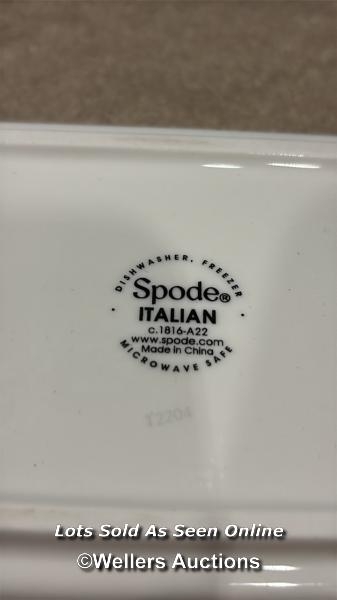 DISHWASHER, FREEZER
Spode®
· ITALIAN ·
c.1816-A22
www.spode.com
Made in China
MICROWAVE SAFE
T2204
Lots Sold As Seen Online
©Wellers Auctions